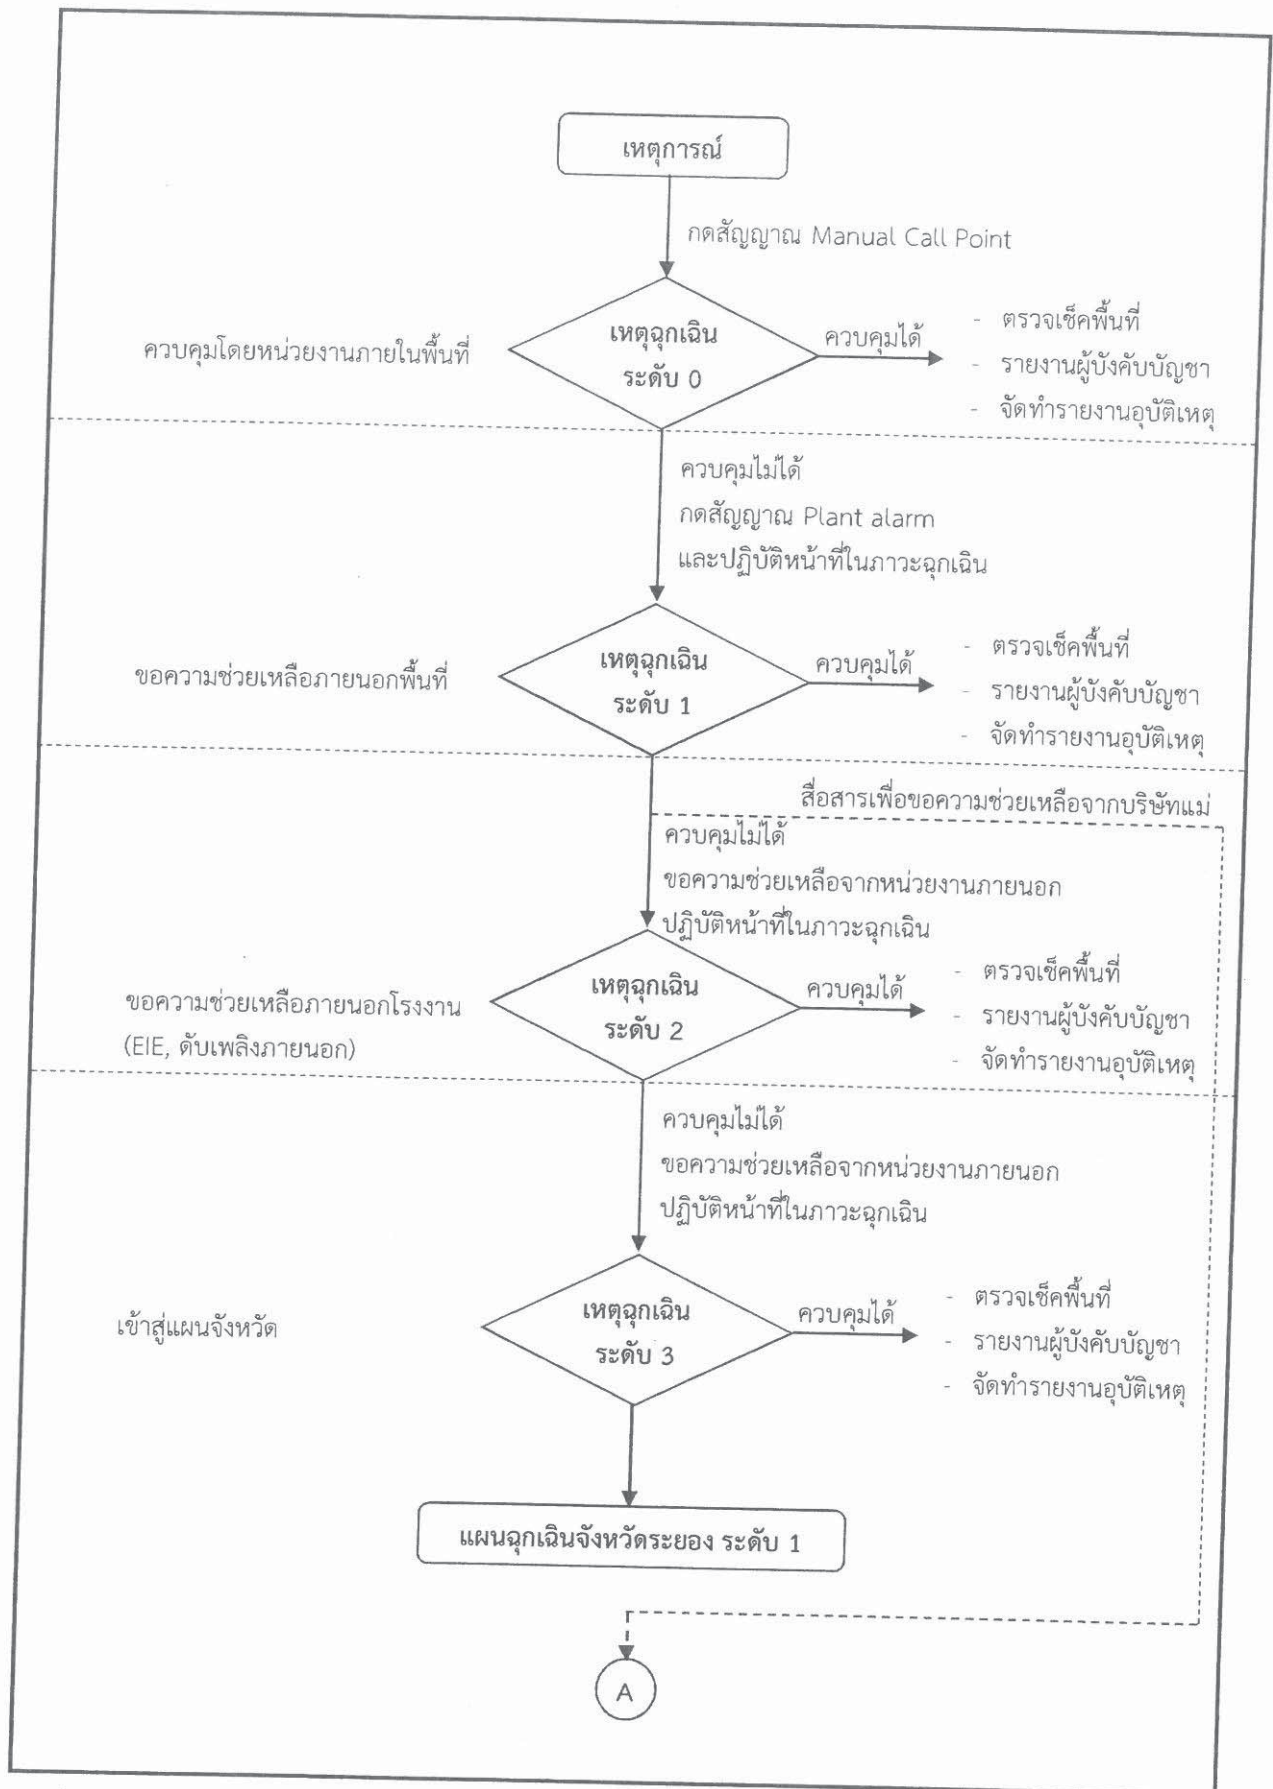 เหตุการณ์
กดสัญญาณ Manual Call Point
ควบคุมโดยหน่วยงานภายในพื้นที่
เหตุฉุกเฉิน
ระดับ 0
ควบคุมได้
- ตรวจเช็คพื้นที่
- รายงานผู้บังคับบัญชา
- จัดทำรายงานอุบัติเหตุ
ควบคุมไม่ได้
กดสัญญาณ Plant alarm
และปฏิบัติหน้าที่ในภาวะฉุกเฉิน
ขอความช่วยเหลือภายนอกพื้นที่
เหตุฉุกเฉิน
ระดับ 1
ควบคุมได้
- ตรวจเช็คพื้นที่
- รายงานผู้บังคับบัญชา
- จัดทำรายงานอุบัติเหตุ
สื่อสารเพื่อขอความช่วยเหลือจากบริษัทแม่
ควบคุมไม่ได้
ขอความช่วยเหลือจากหน่วยงานภายนอก
ปฏิบัติหน้าที่ในภาวะฉุกเฉิน
ขอความช่วยเหลือภายนอกโรงงาน
(EIE, ดับเพลิงภายนอก)
เหตุฉุกเฉิน
ระดับ 2
ควบคุมได้
- ตรวจเช็คพื้นที่
- รายงานผู้บังคับบัญชา
- จัดทำรายงานอุบัติเหตุ
ควบคุมไม่ได้
ขอความช่วยเหลือจากหน่วยงานภายนอก
ปฏิบัติหน้าที่ในภาวะฉุกเฉิน
เข้าสู่แผนจังหวัด
เหตุฉุกเฉิน
ระดับ 3
ควบคุมได้
- ตรวจเช็คพื้นที่
- รายงานผู้บังคับบัญชา
- จัดทำรายงานอุบัติเหตุ
แผนฉุกเฉินจังหวัดระยอง ระดับ 1
A